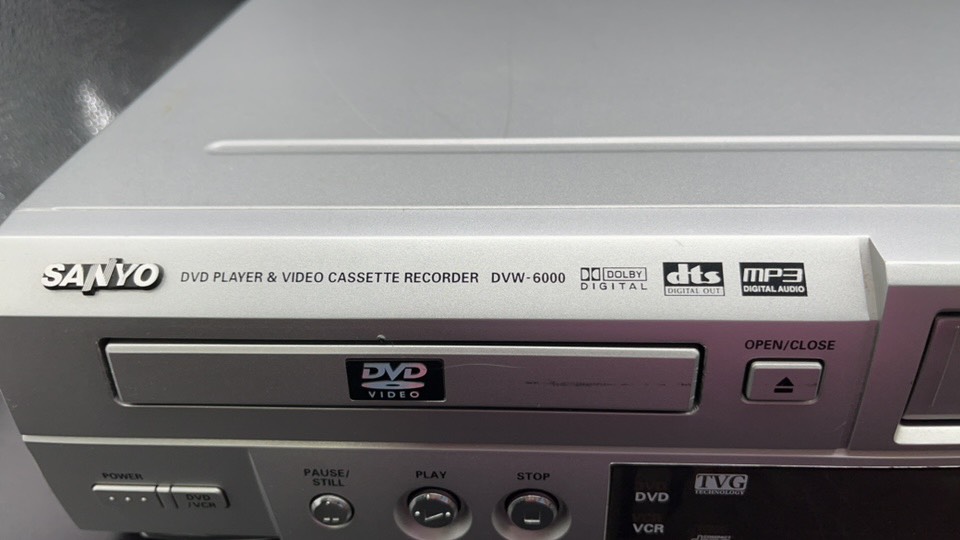 SANYO DVD PLAYER & VIDEO CASSETTE RECORDER DVW-6000 DOLBY DIGITAL dts DIGITAL OUT MP3 DIGITAL AUDIO
DVD VIDEO
OPEN/CLOSE
POWER
DVD /VCR
PAUSE/ STILL
PLAY
STOP
DVD
VCR
TVG TECHNOLOGY